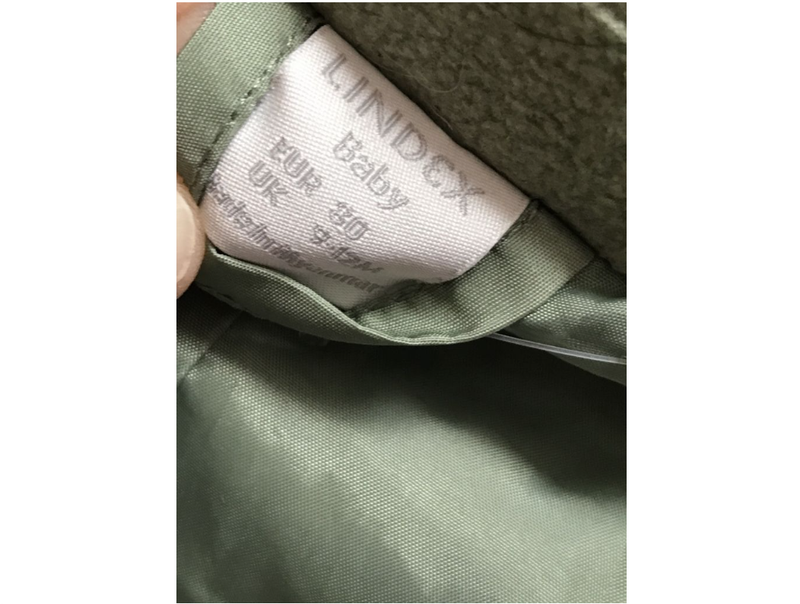 LINDEX
Baby
EUR 80
UK 9-12M